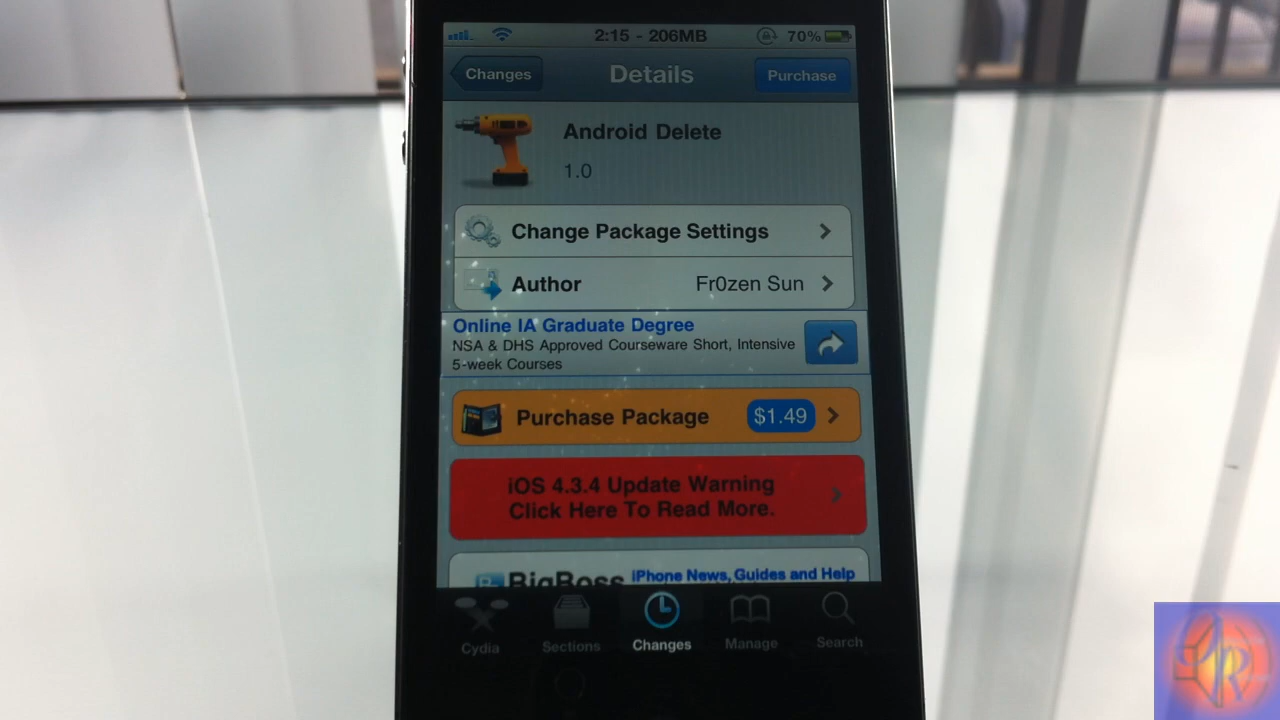 2:15 - 206MB
70%
Changes
Details
Purchase
Android Delete
1.0
Change Package Settings
Author
Fr0zen Sun
Online IA Graduate Degree
NSA & DHS Approved Courseware Short, Intensive
5-week Courses
Purchase Package
$1.49
iOS 4.3.4 Update Warning
Click Here To Read More.
BigBoss
iPhone News, Guides and Help
Cydia
Sections
Changes
Manage
Search